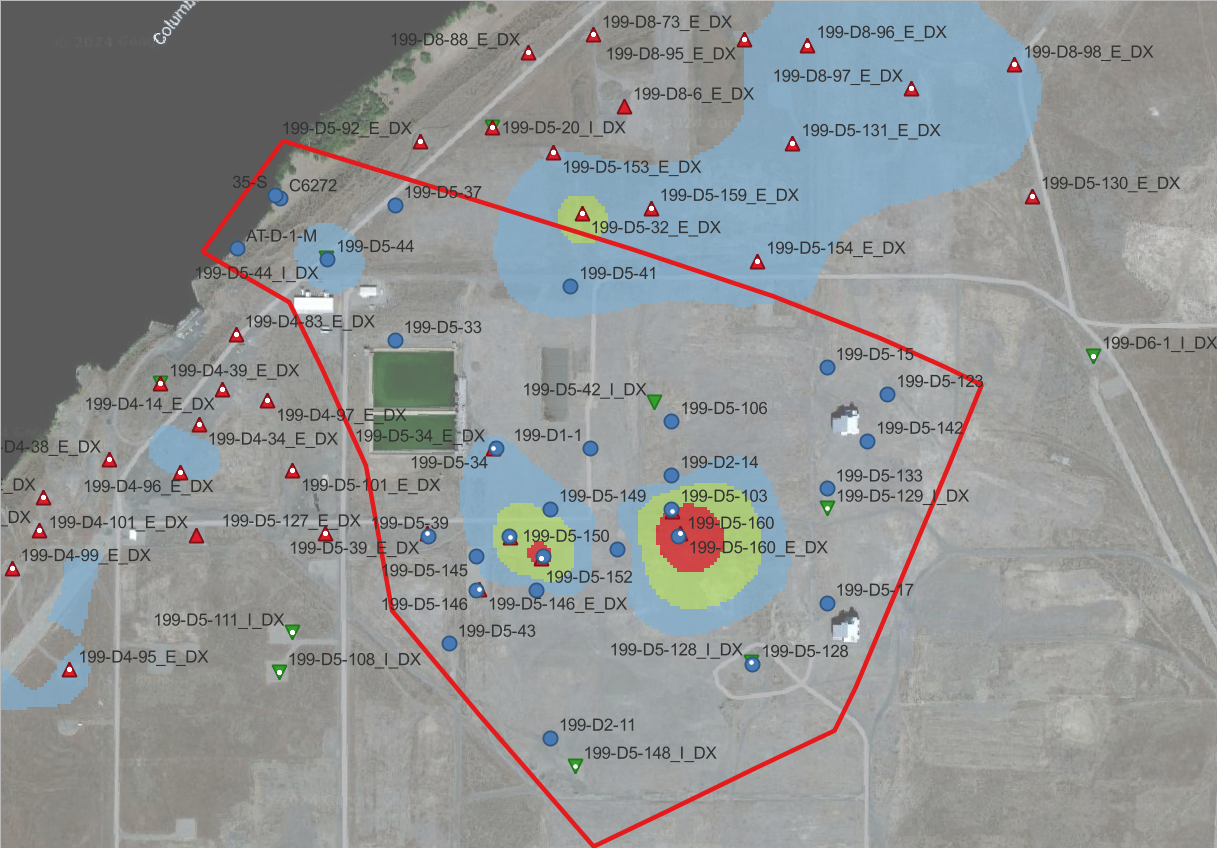 Columb
199-D8-73_E_DX
199-D8-88_E_DX
199-D8-95_E_DX
199-D8-96_E_DX
199-D8-98_E_DX
199-D8-97_E_DX
199-D8-6_E_DX
199-D5-92_E_DX
199-D5-20_I_DX
199-D5-131_E_DX
199-D5-153_E_DX
35-S
C6272
199-D5-37
199-D5-159_E_DX
199-D5-130_E_DX
199-D5-32_E_DX
AT-D-1-M
199-D5-44
199-D5-154_E_DX
199-D5-44_I_DX
199-D5-41
199-D4-83_E_DX
199-D5-33
199-D6-1_I_DX
199-D5-15
199-D4-39_E_DX
199-D5-123
199-D5-42_I_DX
199-D4-14_E_DX
199-D5-106
199-D4-97_E_DX
199-D5-142
199-D4-34_E_DX
199-D5-34_E_DX
199-D1-1
D4-38_E_DX
199-D5-34
199-D2-14
199-D5-133
_DX
199-D4-96_E_DX
199-D5-101_E_DX
199-D5-149
199-D5-103
199-D5-129_I_DX
_DX
199-D4-101_E_DX
199-D5-127_E_DX
199-D5-39
199-D5-160
199-D5-150
199-D5-39_E_DX
199-D5-160_E_DX
199-D4-99_E_DX
199-D5-145
199-D5-152
199-D5-146
199-D5-146_E_DX
199-D5-17
199-D5-111_I_DX
199-D5-43
199-D4-95_E_DX
199-D5-108_I_DX
199-D5-128_I_DX
199-D5-128
199-D2-11
199-D5-148_I_DX